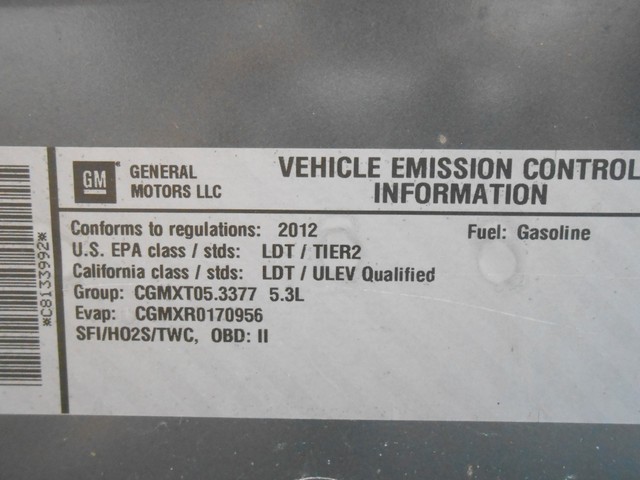 *C8133992*
GM
GENERAL
MOTORS LLC
VEHICLE EMISSION CONTROL
INFORMATION
Conforms to regulations: 2012 Fuel: Gasoline
U.S. EPA class / stds: LDT / TIER2
California class / stds: LDT / ULEV Qualified
Group: CGMXT05.3377 5.3L
Evap: CGMXR0170956
SFI/HO2S/TWC, OBD: II